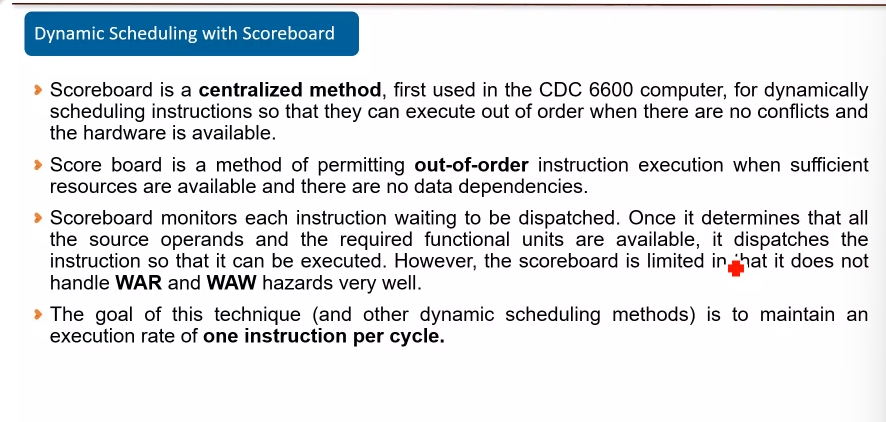 Dynamic Scheduling with Scoreboard
Scoreboard is a centralized method, first used in the CDC 6600 computer, for dynamically
scheduling instructions so that they can execute out of order when there are no conflicts and
the hardware is available.
Score board is a method of permitting out-of-order instruction execution when sufficient
resources are available and there are no data dependencies.
Scoreboard monitors each instruction waiting to be dispatched. Once it determines that all
the source operands and the required functional units are available, it dispatches the
instruction so that it can be executed. However, the scoreboard is limited in that it does not
handle WAR and WAW hazards very well.
The goal of this technique (and other dynamic scheduling methods) is to maintain an
execution rate of one instruction per cycle.